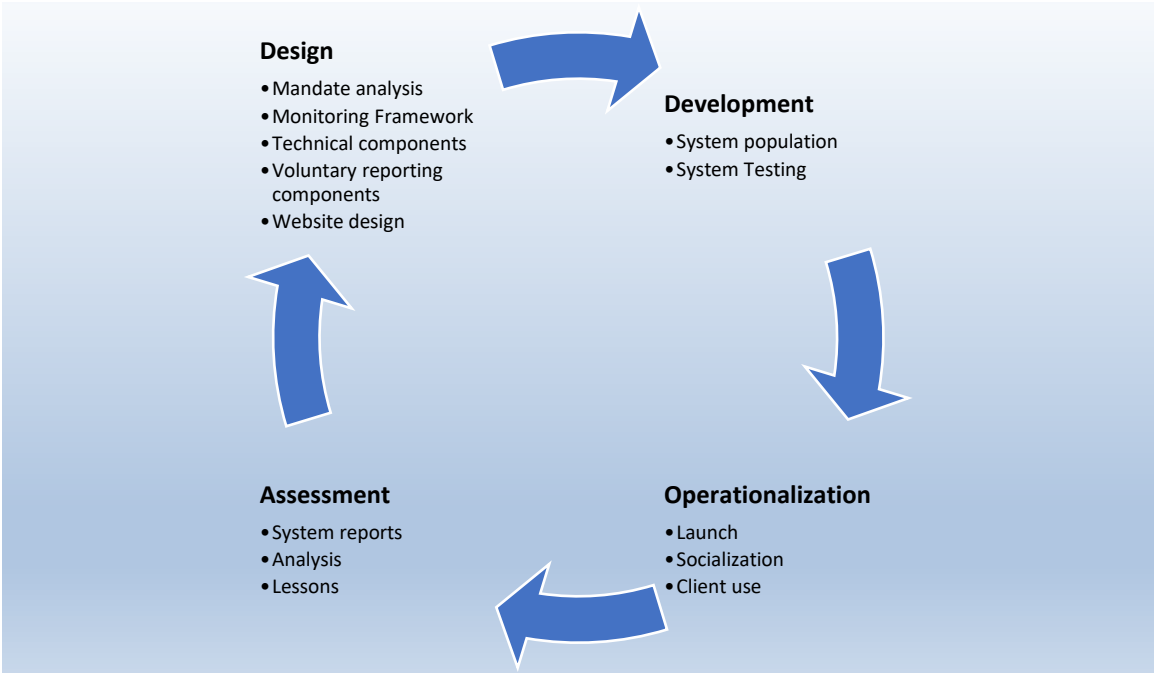 Design
•Mandate analysis
•Monitoring Framework
•Technical components
•Voluntary reporting
components
•Website design
Development
•System population
•System Testing
Operationalization
•Launch
•Socialization
•Client use
Assessment
•System reports
•Analysis
•Lessons